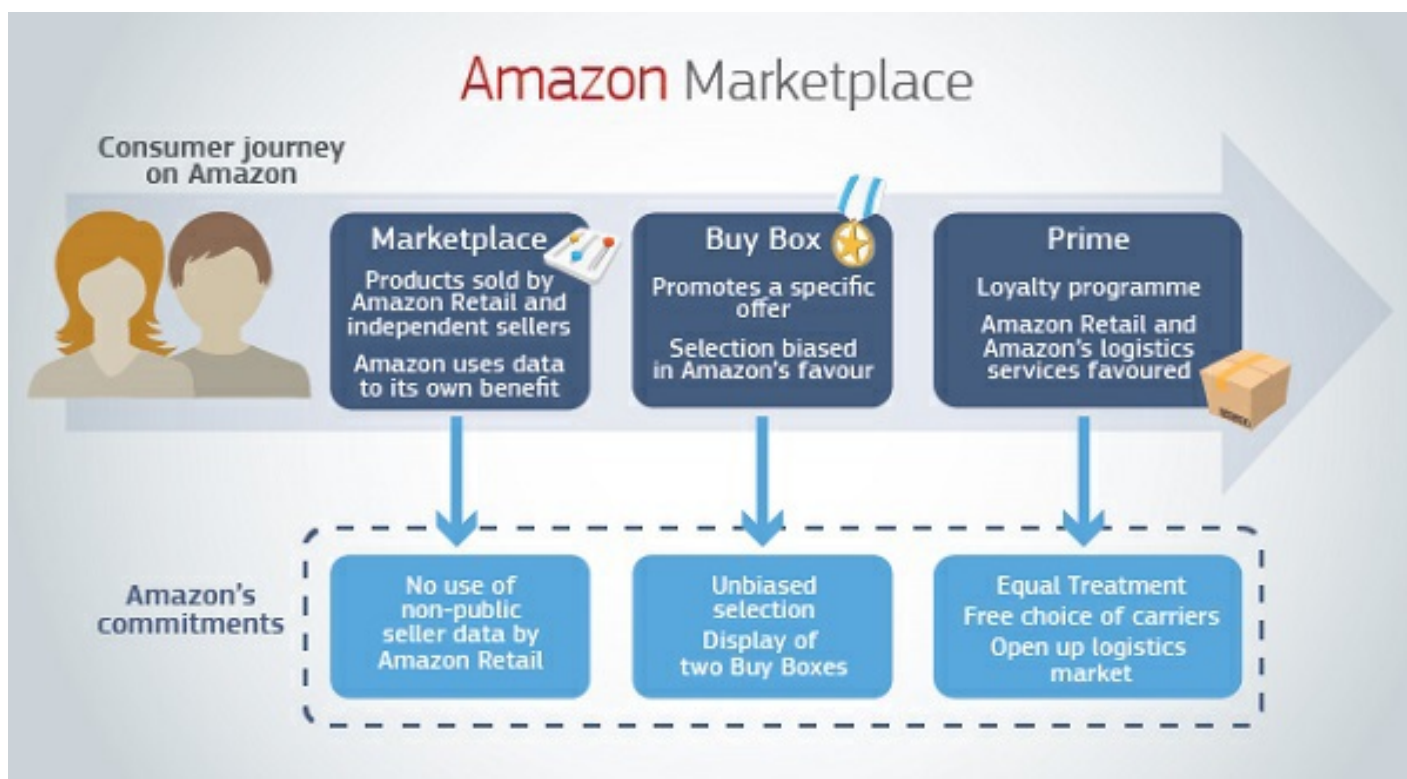 Amazon Marketplace
Consumer journey
on Amazon
Marketplace
Products sold by
Amazon Retail and
independent sellers
Amazon uses data
to its own benefit
Buy Box
Promotes a specific
offer
Selection biased
in Amazon's favour
Prime
Loyalty programme
Amazon Retail and
Amazon's logistics
services favoured
Amazon's
commitments
No use of
non-public
seller data by
Amazon Retail
Unbiased
selection
Display of
two Buy Boxes
Equal Treatment
Free choice of carriers
Open up logistics
market